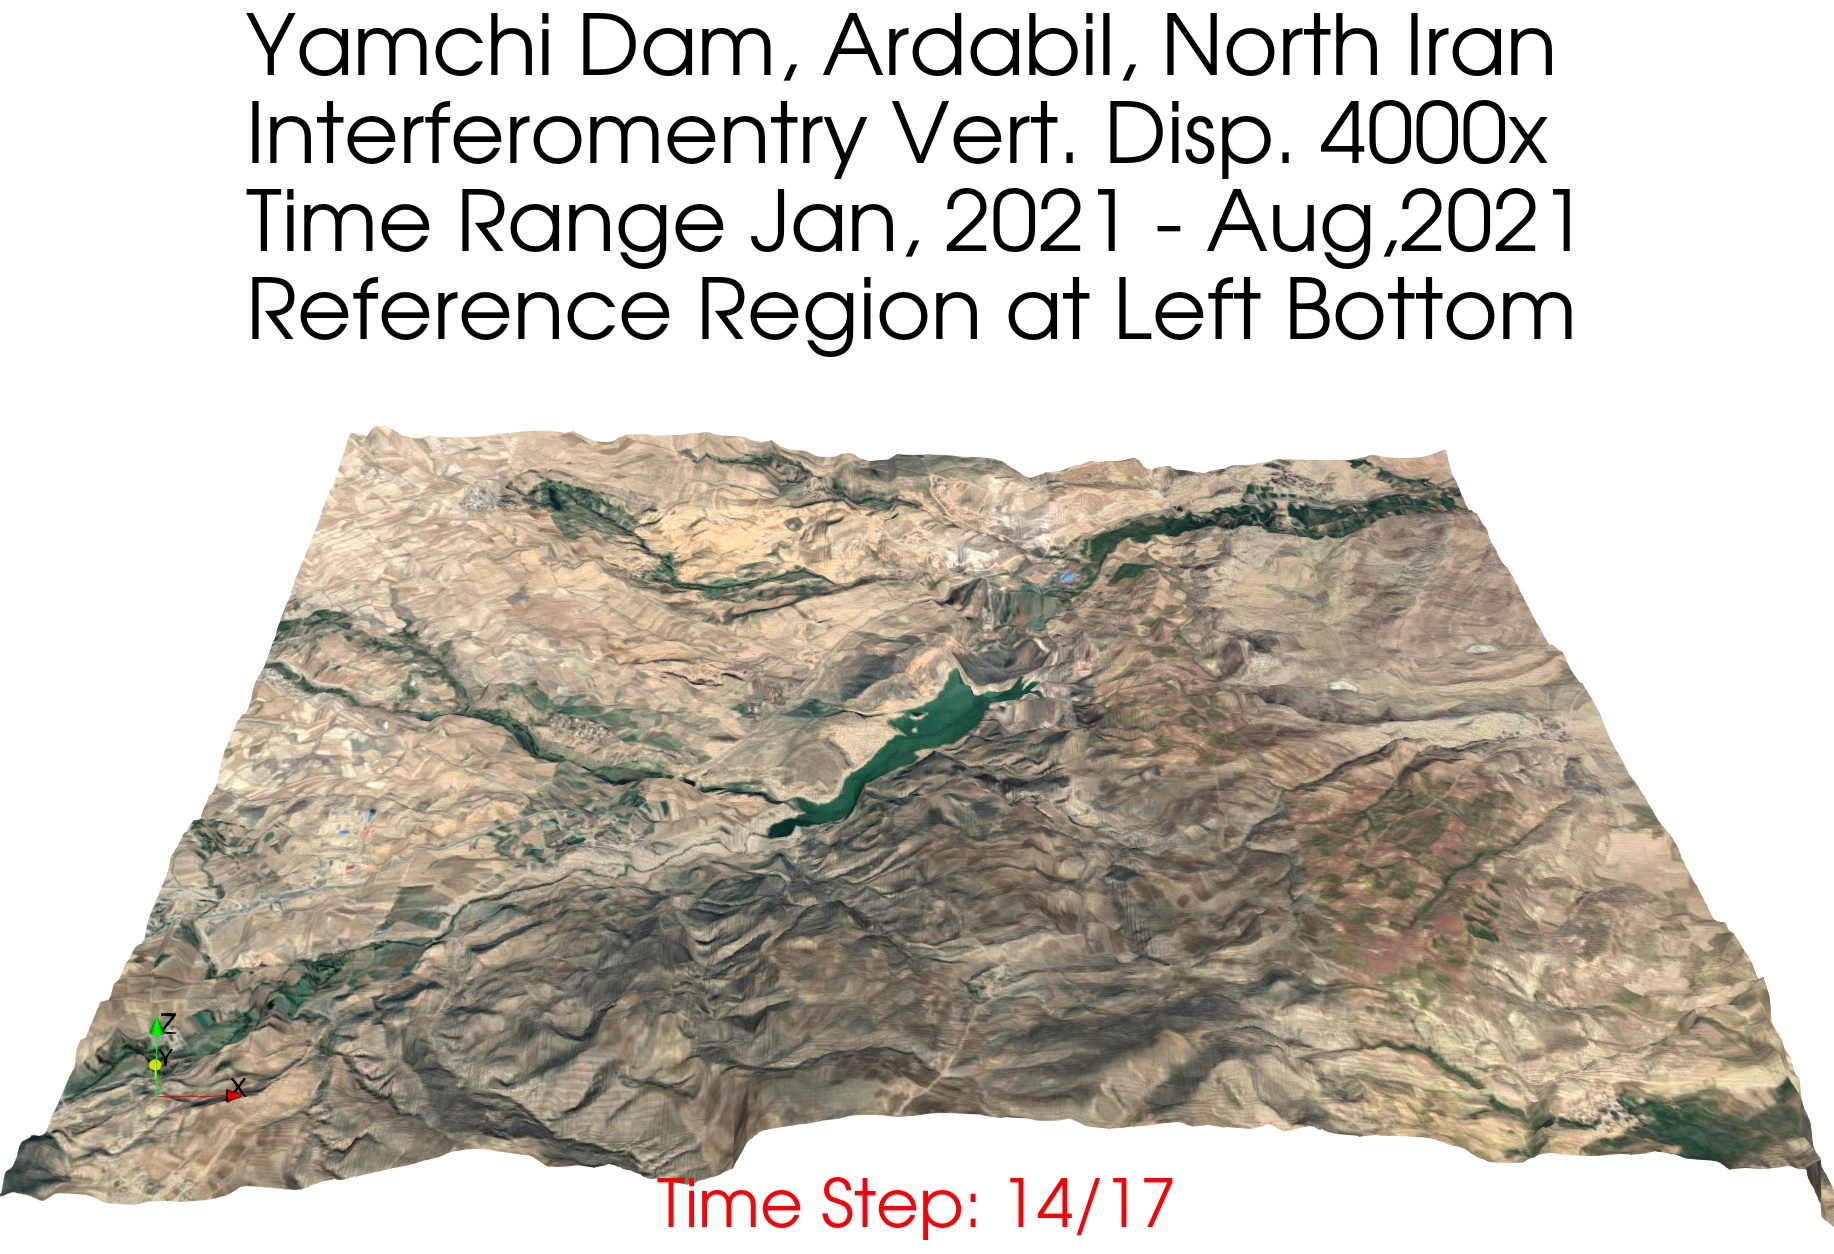 Yamchi Dam, Ardabil, North Iran
Interferomentry Vert. Disp. 4000x
Time Range Jan, 2021 - Aug,2021
Reference Region at Left Bottom
Z
Y
X
Time Step: 14/17